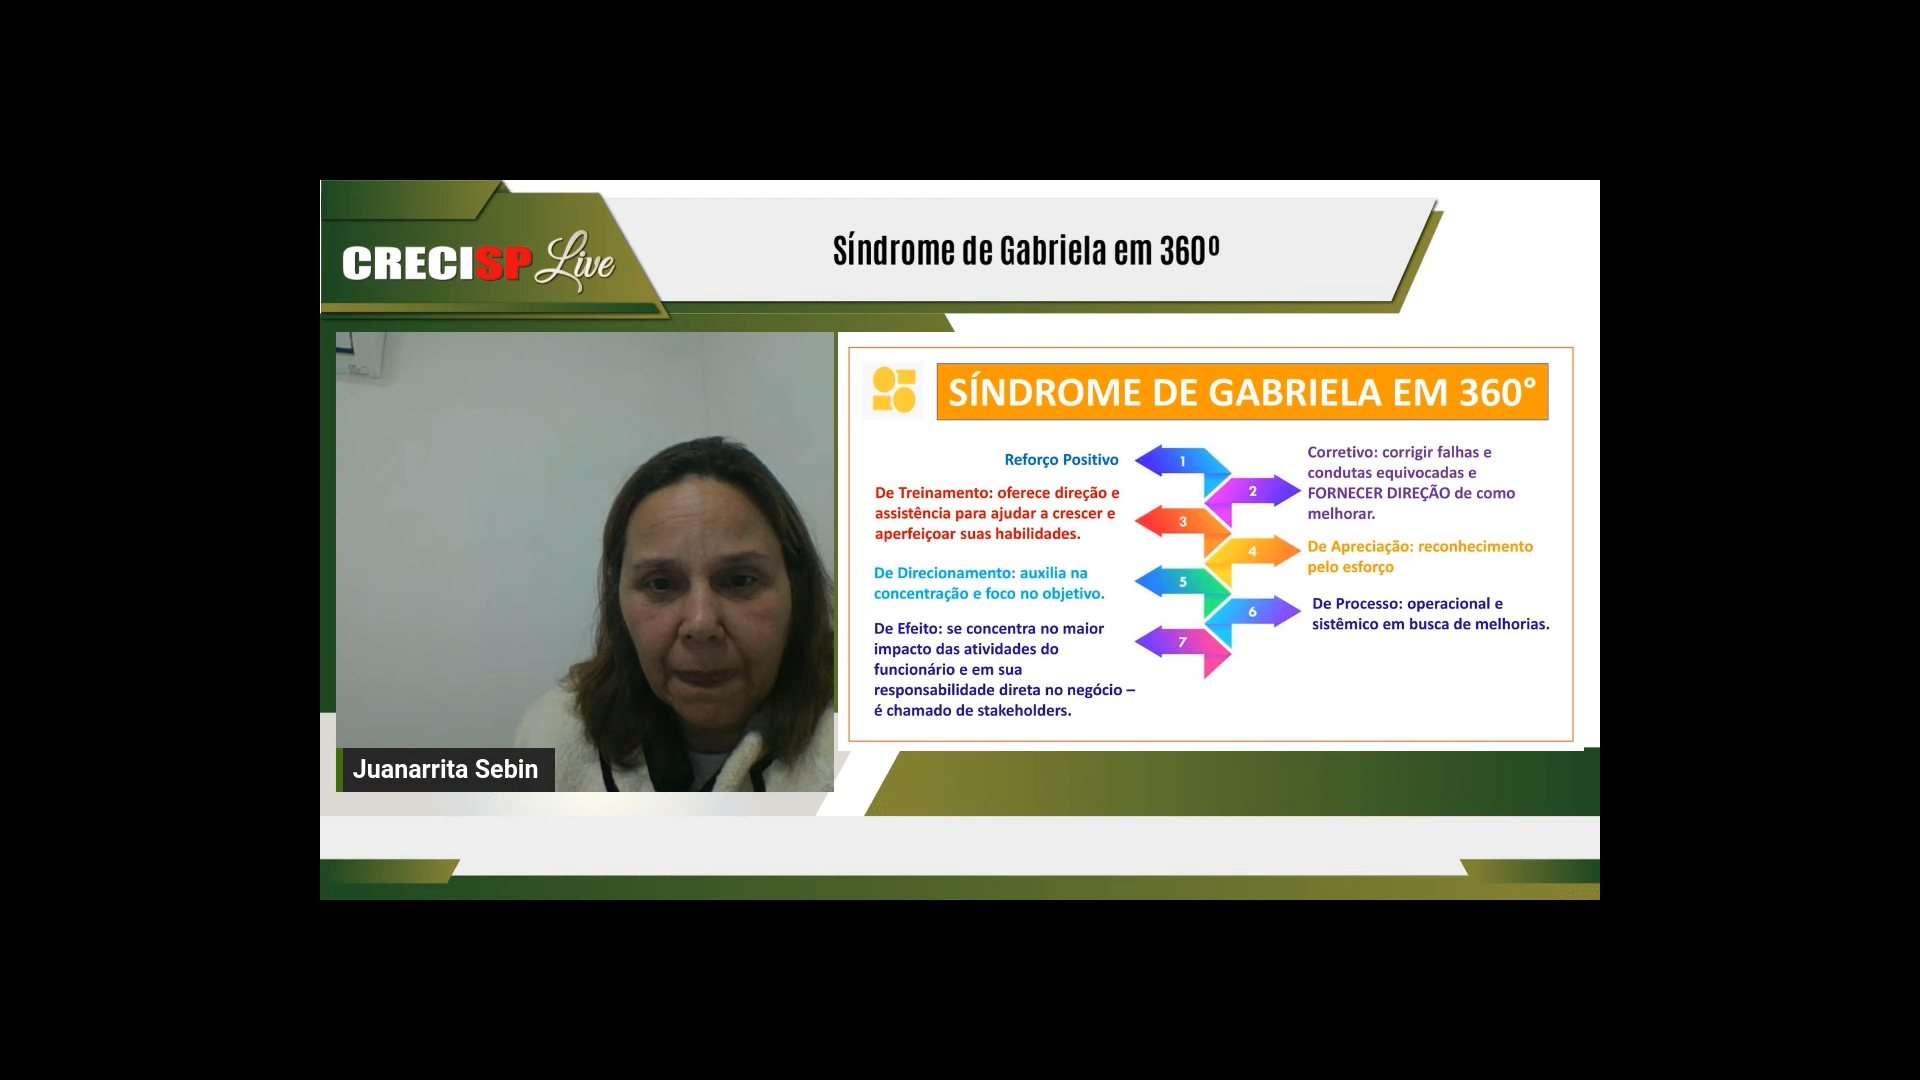 CRECISP Live
Síndrome de Gabriela em 360º
SÍNDROME DE GABRIELA EM 360°
Reforço Positivo
1
Corretivo: corrigir falhas e
condutas equivocadas e
FORNECER DIREÇÃO de como
melhorar.
2
De Treinamento: oferece direção e
assistência para ajudar a crescer e
aperfeiçoar suas habilidades.
3
De Apreciação: reconhecimento
pelo esforço
4
De Direcionamento: auxilia na
concentração e foco no objetivo.
5
De Processo: operacional e
sistêmico em busca de melhorias.
6
De Efeito: se concentra no maior
impacto das atividades do
funcionário e em sua
responsabilidade direta no negócio –
é chamado de stakeholders.
7
Juanarrita Sebin